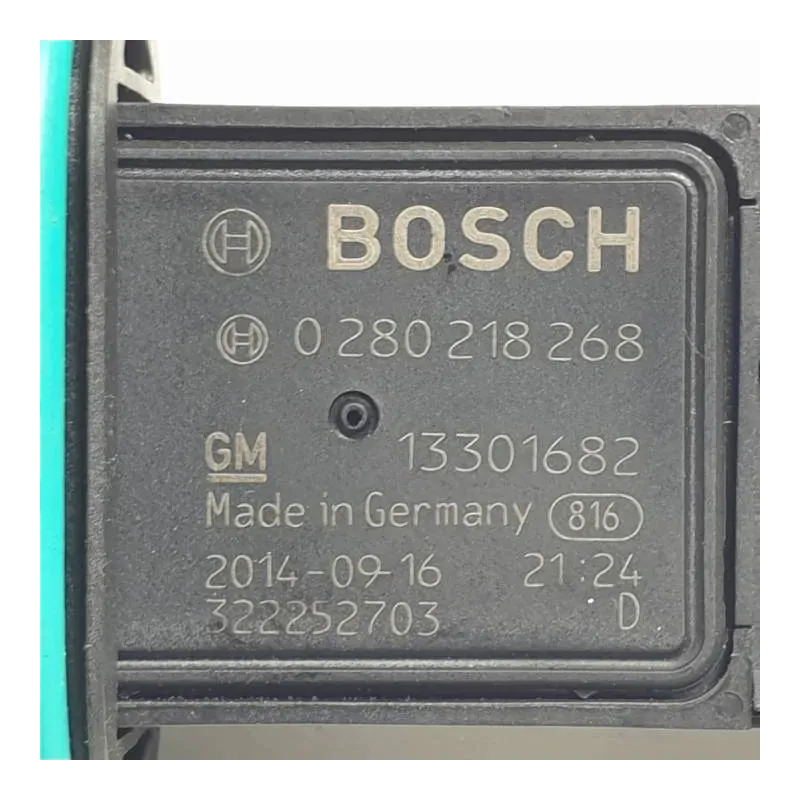 BOSCH
0 280 218 268
GM 13301682
Made in Germany 816
2014-09-16 21:24
322252703 D